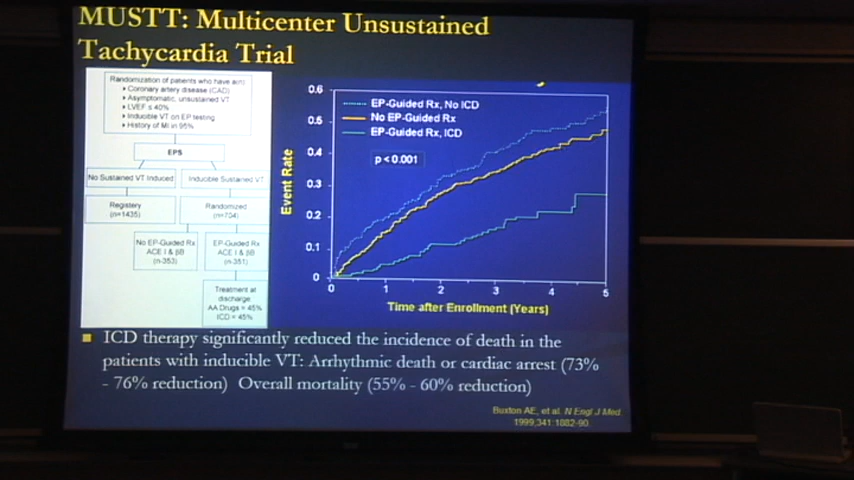 MUSTT: Multicenter Unsustained
Tachycardia Trial
Randomization of patients who have an:
Coronary artery disease (CAD)
Asymptomatic, unsustained VT
LVEF ≤ 40%
Inducible VT on EP testing
History of MI in 95%
EPS
No Sustained VT Induced
Inducible Sustained VT
Registery
(n=1435)
Randomized
(n=704)
No EP-Guided Rx
ACE I & βB
(n-353)
EP-Guided Rx
ACE I & βB
(n-351)
Treatment at
discharge
AA Drugs = 45%
ICD = 45%
Event Rate
0.6
0.5
0.4
0.3
0.2
0.1
0
EP-Guided Rx, No ICD
No EP-Guided Rx
EP-Guided Rx, ICD
p < 0.001
0 1 2 3 4 5
Time after Enrollment (Years)
ICD therapy significantly reduced the incidence of death in the
patients with inducible VT: Arrhythmic death or cardiac arrest (73%
- 76% reduction) Overall mortality (55% - 60% reduction)
Buxton AE, et al. N Engl J Med.
1999;341:1882-90.